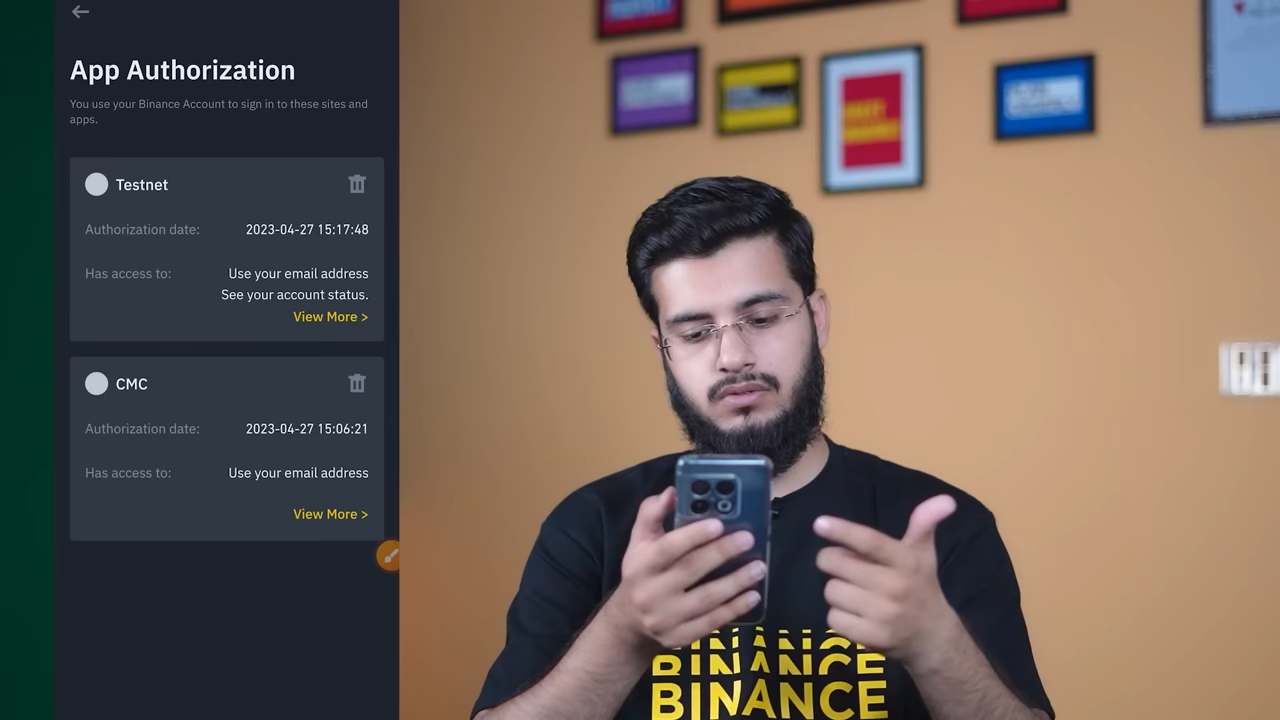 App Authorization
You use your Binance Account to sign in to these sites and
apps.
Testnet
Authorization date: 2023-04-27 15:17:48
Has access to: Use your email address
See your account status.
View More >
CMC
Authorization date: 2023-04-27 15:06:21
Has access to: Use your email address
View More >
BINANCE
BINANCE
BINANCE